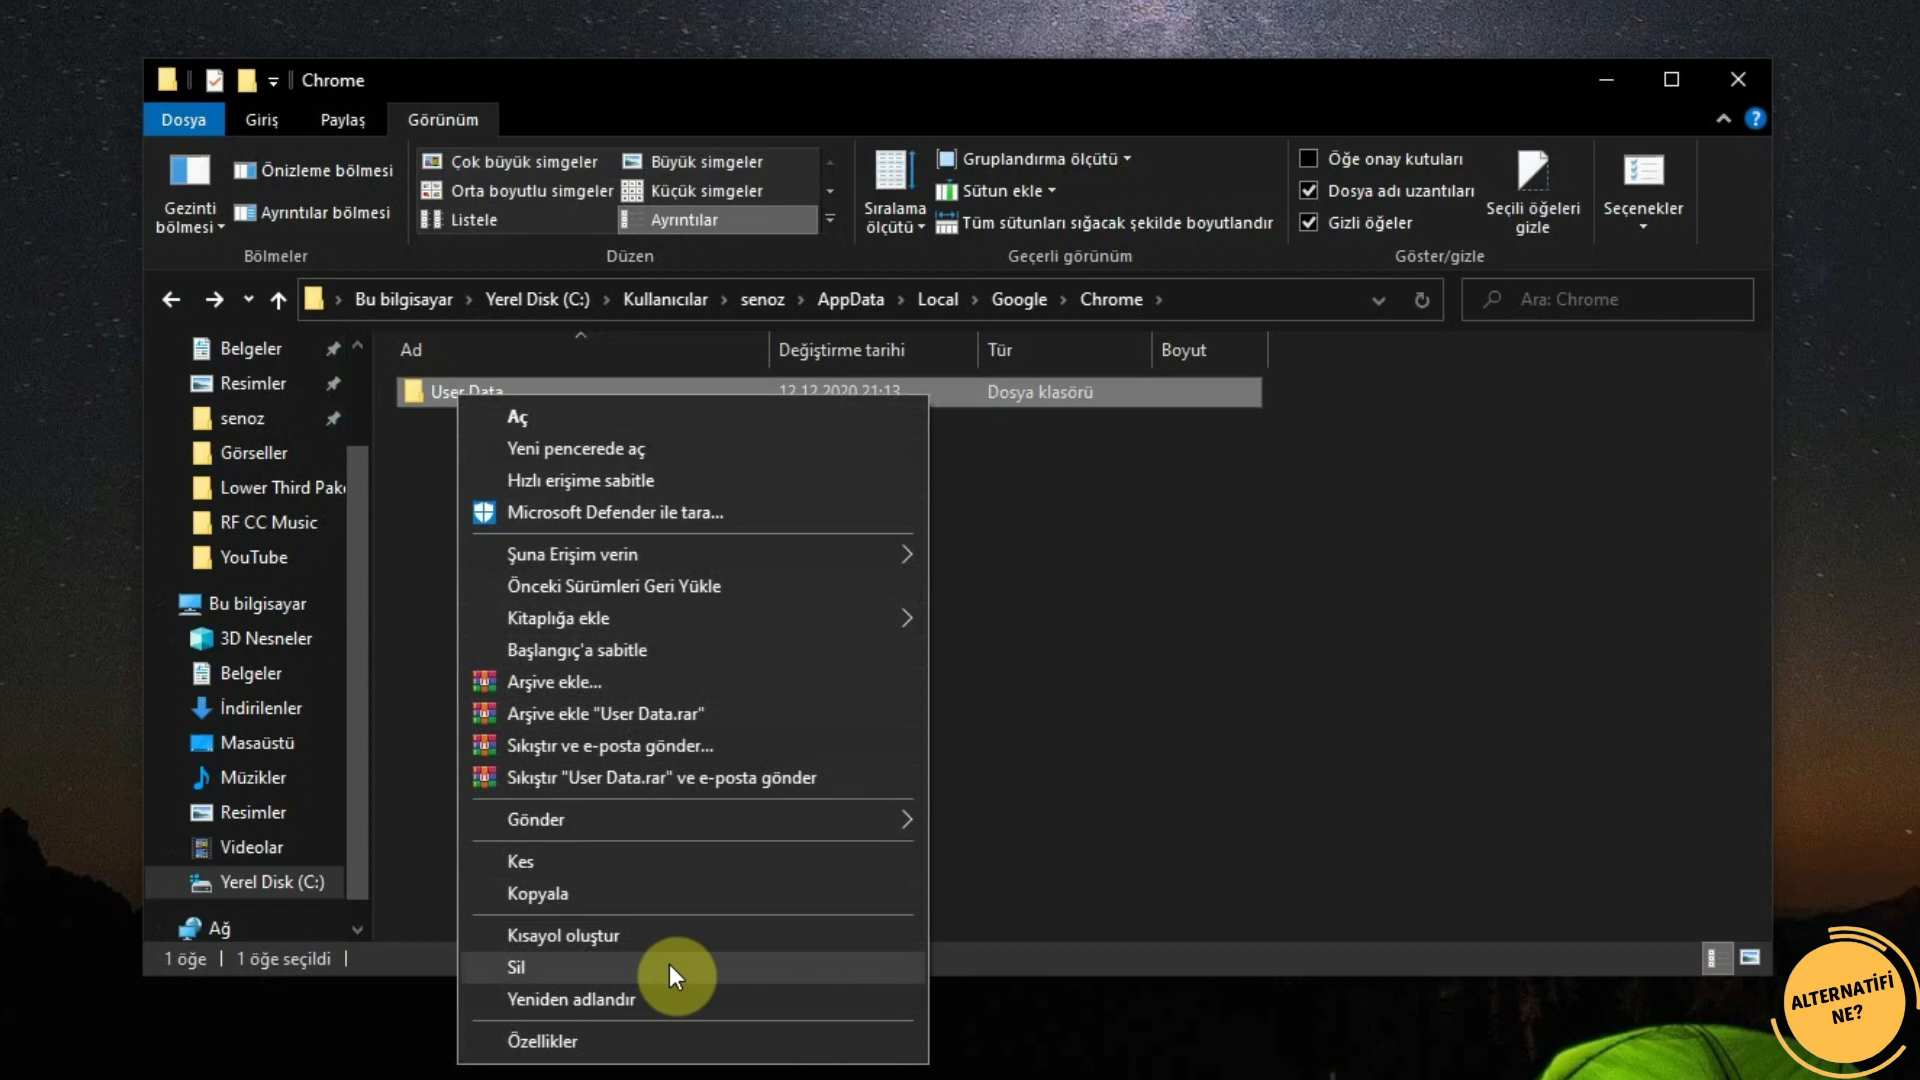 Chrome
Dosya
Giriş
Paylaş
Görünüm
Gezinti
bölmesi
Önizleme bölmesi
Ayrıntılar bölmesi
Bölmeler
Çok büyük simgeler
Büyük simgeler
Orta boyutlu simgeler
Küçük simgeler
Listele
Ayrıntılar
Düzen
Sıralama
ölçütü
Gruplandırma ölçütü
Sütun ekle
Tüm sütunları sığacak şekilde boyutlandır
Geçerli görünüm
Öğe onay kutuları
Dosya adı uzantıları
Gizli öğeler
Seçili öğeleri
gizle
Göster/gizle
Seçenekler
?
Bu bilgisayar > Yerel Disk (C:) > Kullanıcılar > senoz > AppData > Local > Google > Chrome >
Ara: Chrome
Belgeler
Resimler
senoz
Görseller
Lower Third Pak
RF CC Music
YouTube
Bu bilgisayar
3D Nesneler
Belgeler
İndirilenler
Masaüstü
Müzikler
Resimler
Videolar
Yerel Disk (C:)
Ağ
Ad
Değiştirme tarihi
Tür
Boyut
User Data
12.12.2020 21:13
Dosya klasörü
Aç
Yeni pencerede aç
Hızlı erişime sabitle
Microsoft Defender ile tara...
Şuna Erişim verin
Önceki Sürümleri Geri Yükle
Kitaplığa ekle
Başlangıç'a sabitle
Arşive ekle...
Arşive ekle "User Data.rar"
Sıkıştır ve e-posta gönder...
Sıkıştır "User Data.rar" ve e-posta gönder
Gönder
Kes
Kopyala
Kısayol oluştur
Sil
Yeniden adlandır
Özellikler
1 öğe
1 öğe seçildi
ALTERNATİFİ
NE?